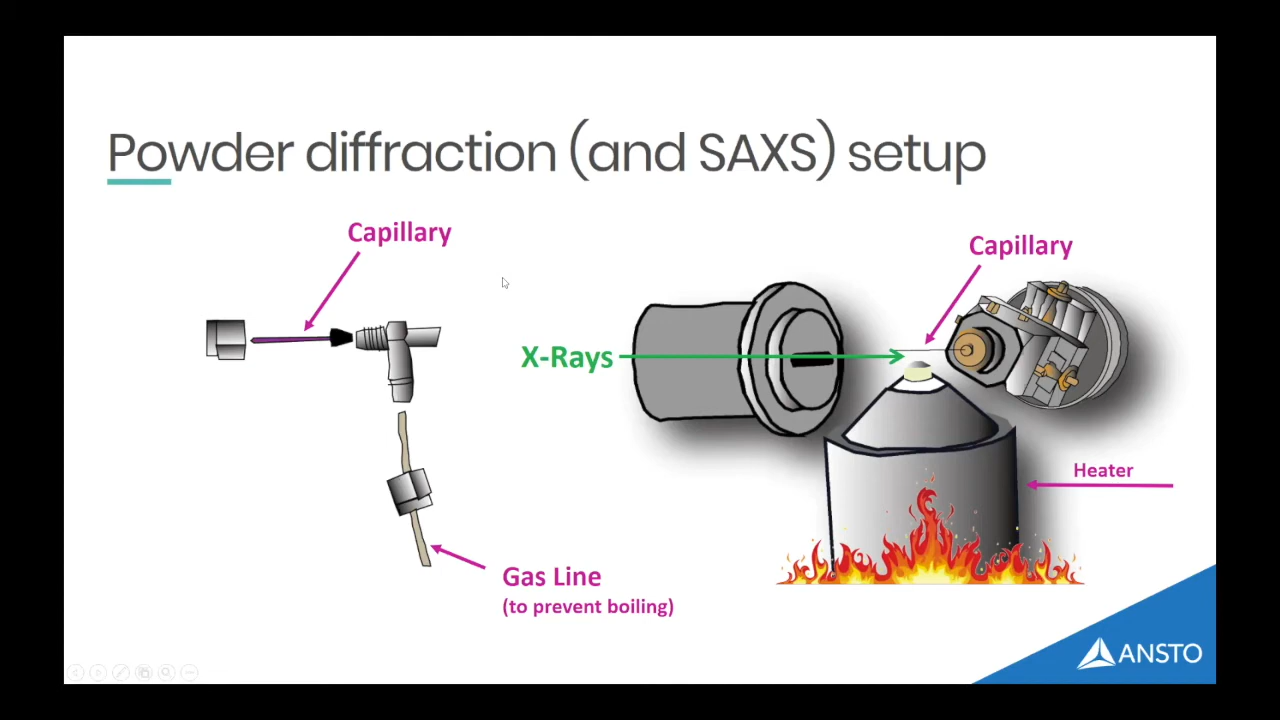 Powder diffraction (and SAXS) setup
Capillary
Capillary
X-Rays
Heater
Gas Line
(to prevent boiling)
ANSTO